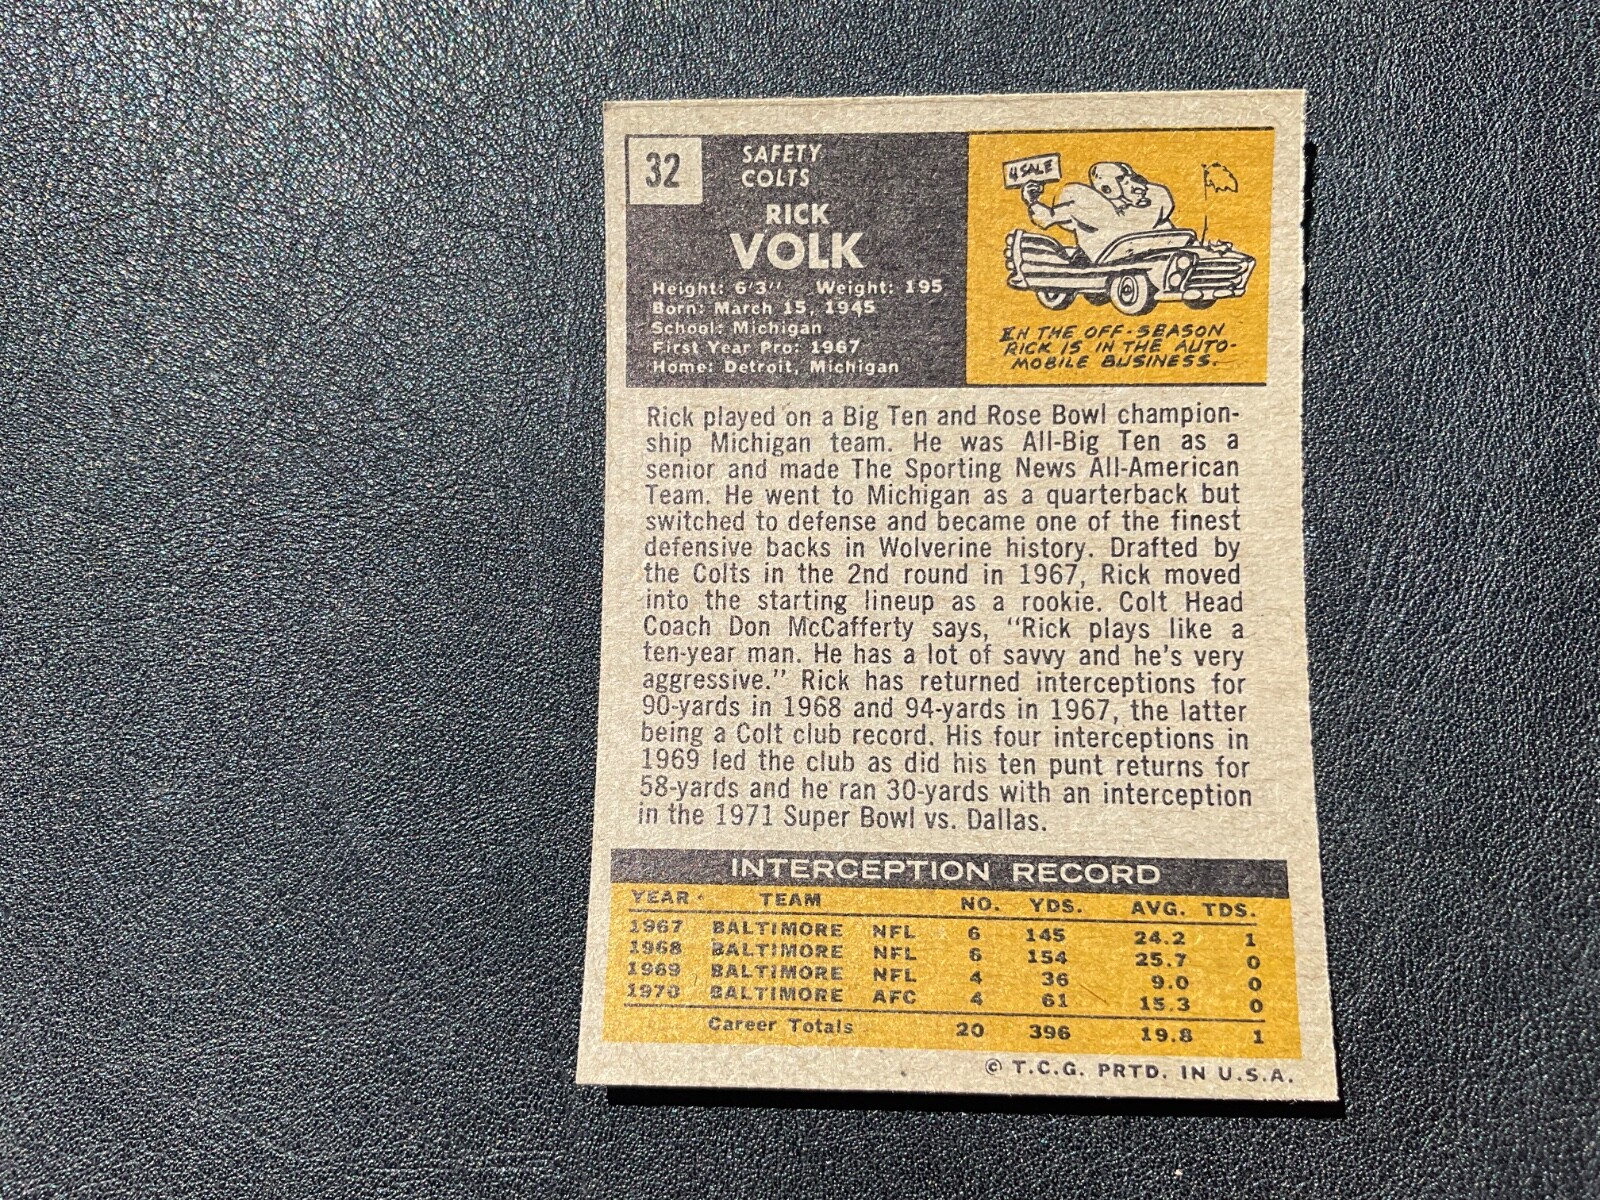 32
SAFETY
COLTS
RICK
VOLK
Height: 6'3'' Weight: 195
Born: March 15, 1945
School: Michigan
First Year Pro: 1967
Home: Detroit, Michigan
4 SALE
IN THE OFF-SEASON
RICK IS IN THE AUTO-
MOBILE BUSINESS.
Rick played on a Big Ten and Rose Bowl champion-
ship Michigan team. He was All-Big Ten as a
senior and made The Sporting News All-American
Team. He went to Michigan as a quarterback but
switched to defense and became one of the finest
defensive backs in Wolverine history. Drafted by
the Colts in the 2nd round in 1967, Rick moved
into the starting lineup as a rookie. Colt Head
Coach Don McCafferty says, "Rick plays like a
ten-year man. He has a lot of savvy and he's very
aggressive." Rick has returned interceptions for
90-yards in 1968 and 94-yards in 1967, the latter
being a Colt club record. His four interceptions in
1969 led the club as did his ten punt returns for
58-yards and he ran 30-yards with an interception
in the 1971 Super Bowl vs. Dallas.
INTERCEPTION RECORD
YEAR TEAM NO. YDS. AVG. TDS.
1967 BALTIMORE NFL 6 145 24.2 1
1968 BALTIMORE NFL 6 154 25.7 0
1969 BALTIMORE NFL 4 36 9.0 0
1970 BALTIMORE AFC 4 61 15.3 0
Career Totals 20 396 19.8 1
© T.C.G. PRTD. IN U.S.A.